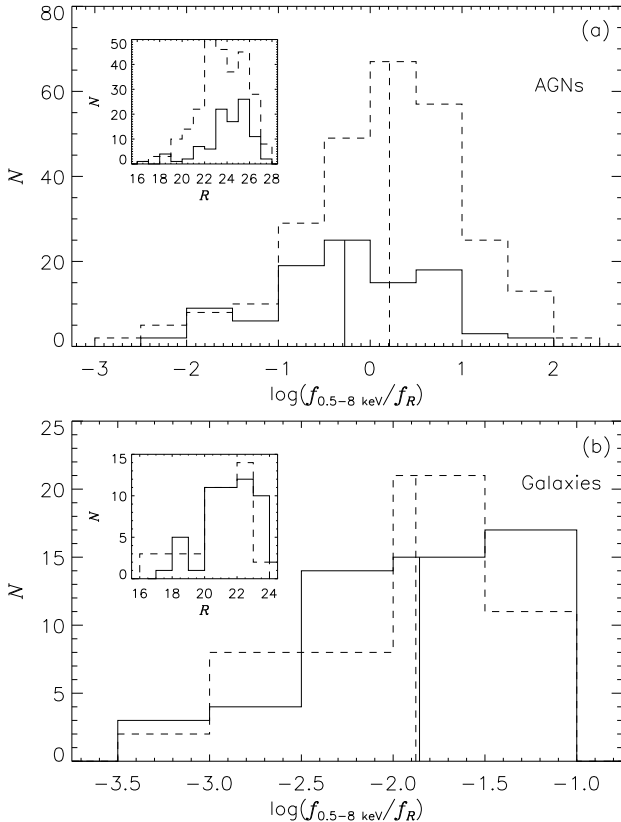 (a)
AGNs
80
60
40
20
0
N
50
40
30
20
10
0
N
16 18 20 22 24 26 28
R
−3 −2 −1 0 1 2
log(f0.5−8 keV/fR)
(b)
Galaxies
25
20
15
10
5
0
N
15
10
5
0
N
16 18 20 22 24
R
−3.5 −3.0 −2.5 −2.0 −1.5 −1.0
log(f0.5−8 keV/fR)